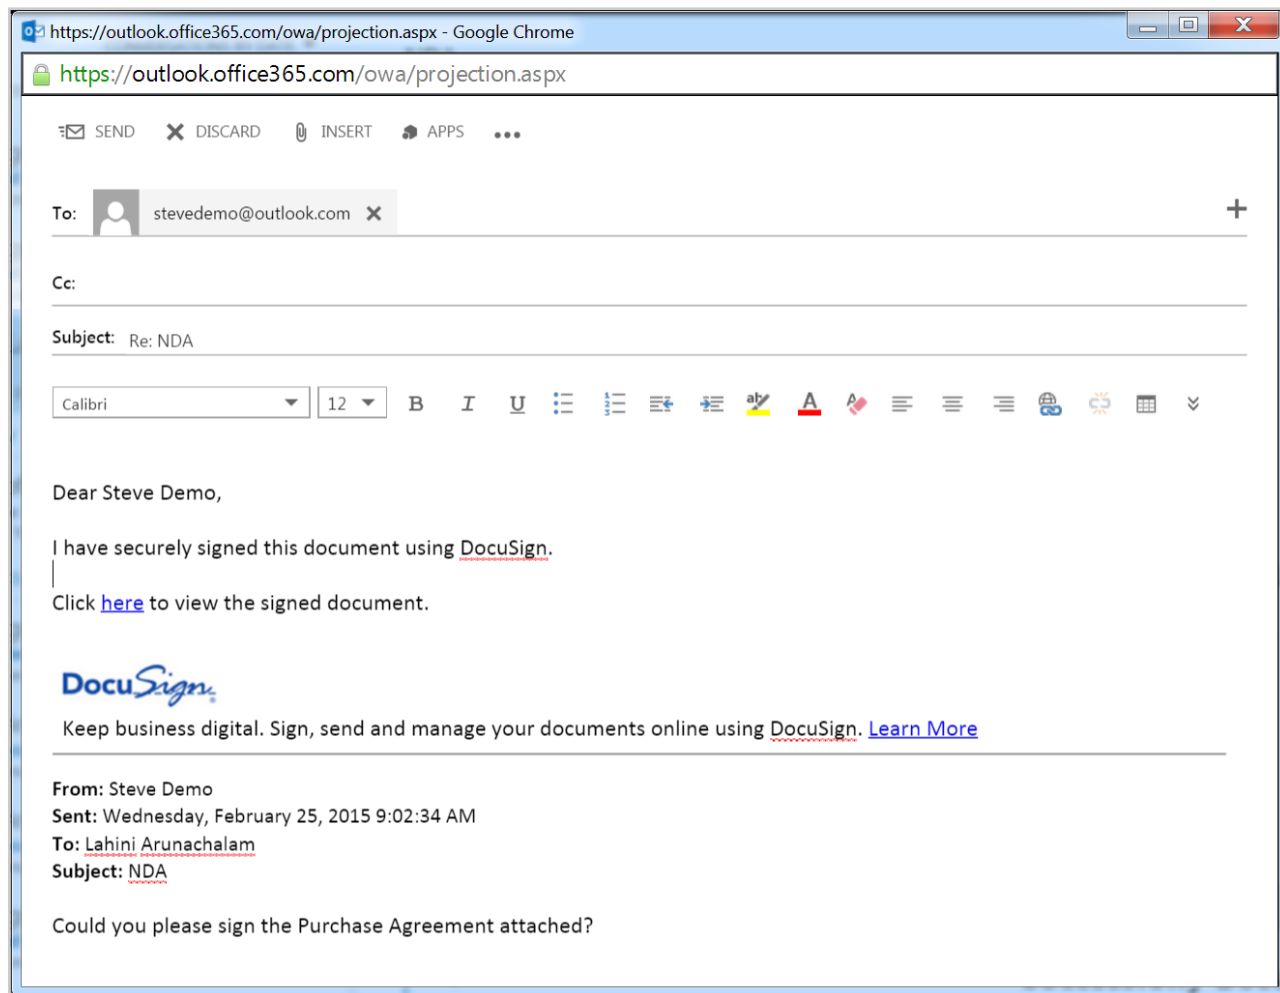 https://outlook.office365.com/owa/projection.aspx - Google Chrome
https://outlook.office365.com/owa/projection.aspx
SEND DISCARD INSERT APPS
To: stevedemo@outlook.com
Cc:
Subject: Re: NDA
Calibri 12 B I U
Dear Steve Demo,
I have securely signed this document using DocuSign.
Click here to view the signed document.
DocuSign
Keep business digital. Sign, send and manage your documents online using DocuSign. Learn More
From: Steve Demo
Sent: Wednesday, February 25, 2015 9:02:34 AM
To: Lahini Arunachalam
Subject: NDA
Could you please sign the Purchase Agreement attached?